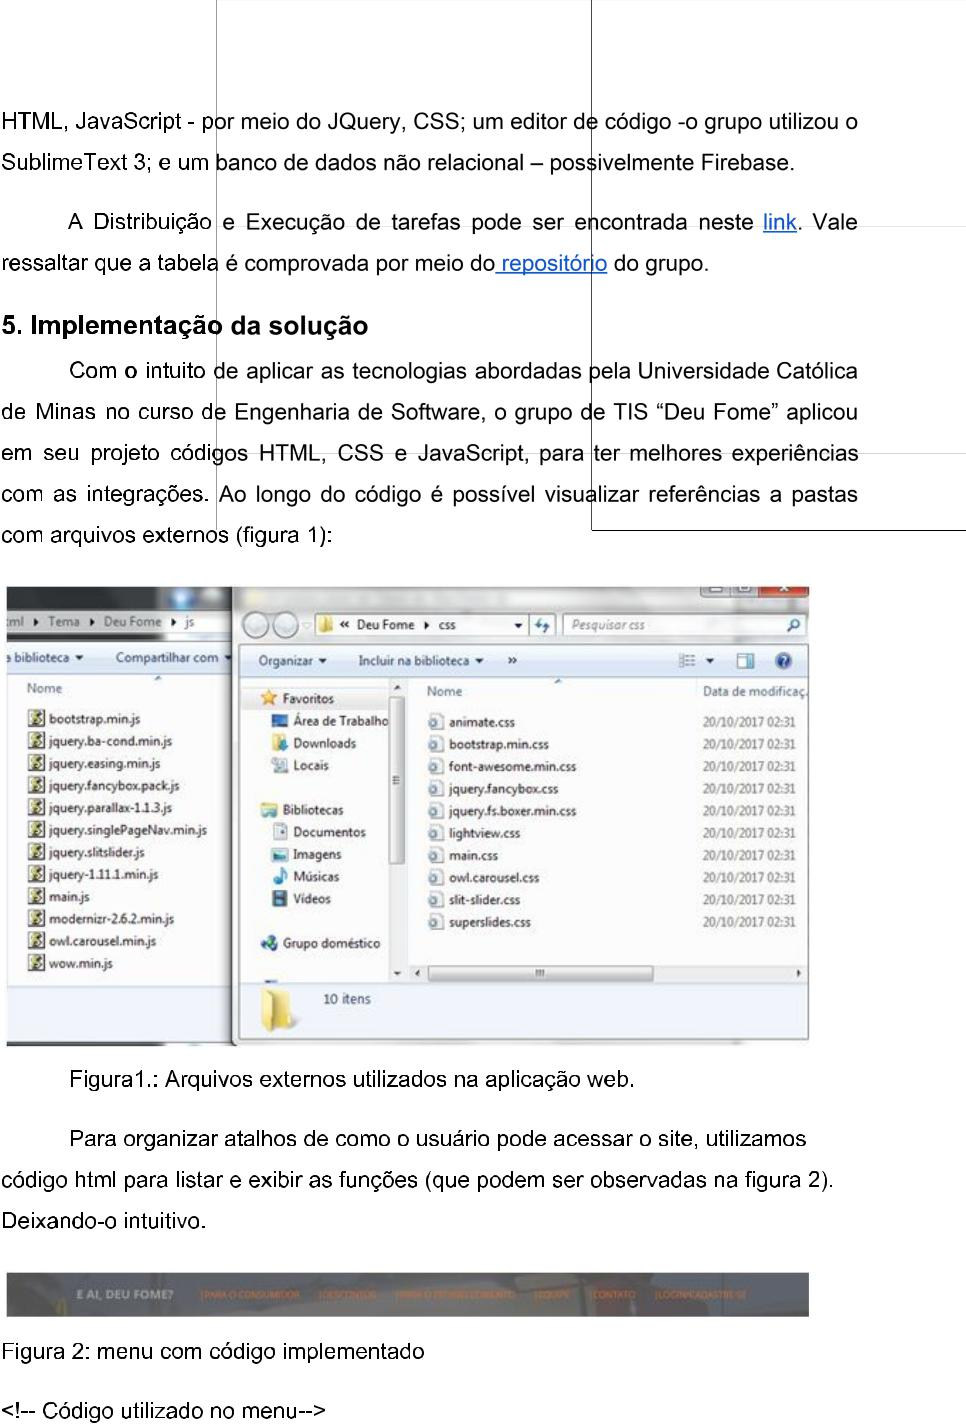 HTML, JavaScript - por meio do JQuery, CSS; um editor de código -o grupo utilizou o
SublimeText 3; e um banco de dados não relacional – possivelmente Firebase.
A Distribuição e Execução de tarefas pode ser encontrada neste link. Vale
ressaltar que a tabela é comprovada por meio do repositório do grupo.
5. Implementação da solução
Com o intuito de aplicar as tecnologias abordadas pela Universidade Católica
de Minas no curso de Engenharia de Software, o grupo de TIS “Deu Fome” aplicou
em seu projeto códigos HTML, CSS e JavaScript, para ter melhores experiências
com as integrações. Ao longo do código é possível visualizar referências a pastas
com arquivos externos (figura 1):
ml ▸ Tema ▸ Deu Fome ▸ js
a biblioteca Compartilhar com
Nome
bootstrap.min.js
jquery.ba-cond.min.js
jquery.easing.min.js
jquery.fancybox.pack.js
jquery.parallax-1.1.3.js
jquery.singlePageNav.min.js
jquery.slitslider.js
jquery-1.11.1.min.js
main.js
modernizr-2.6.2.min.js
owl.carousel.min.js
wow.min.js
« Deu Fome ▸ css
Pesquisar css
Organizar Incluir na biblioteca »
Favoritos
Área de Trabalho
Downloads
Locais
Bibliotecas
Documentos
Imagens
Músicas
Vídeos
Grupo doméstico
Nome Data de modificaç
animate.css 20/10/2017 02:31
bootstrap.min.css 20/10/2017 02:31
font-awesome.min.css 20/10/2017 02:31
jquery.fancybox.css 20/10/2017 02:31
jquery.fs.boxer.min.css 20/10/2017 02:31
lightview.css 20/10/2017 02:31
main.css 20/10/2017 02:31
owl.carousel.css 20/10/2017 02:31
slit-slider.css 20/10/2017 02:31
superslides.css 20/10/2017 02:31
10 itens
Figura1.: Arquivos externos utilizados na aplicação web.
Para organizar atalhos de como o usuário pode acessar o site, utilizamos
código html para listar e exibir as funções (que podem ser observadas na figura 2).
Deixando-o intuitivo.
E AI, DEU FOME? |PARA O CONSUMIDOR |DESCONTOS |PARA O ESTABELECIMENTO |EQUIPE |CONTATO |LOGIN/CADASTRE-SE
Figura 2: menu com código implementado
<!-- Código utilizado no menu-->